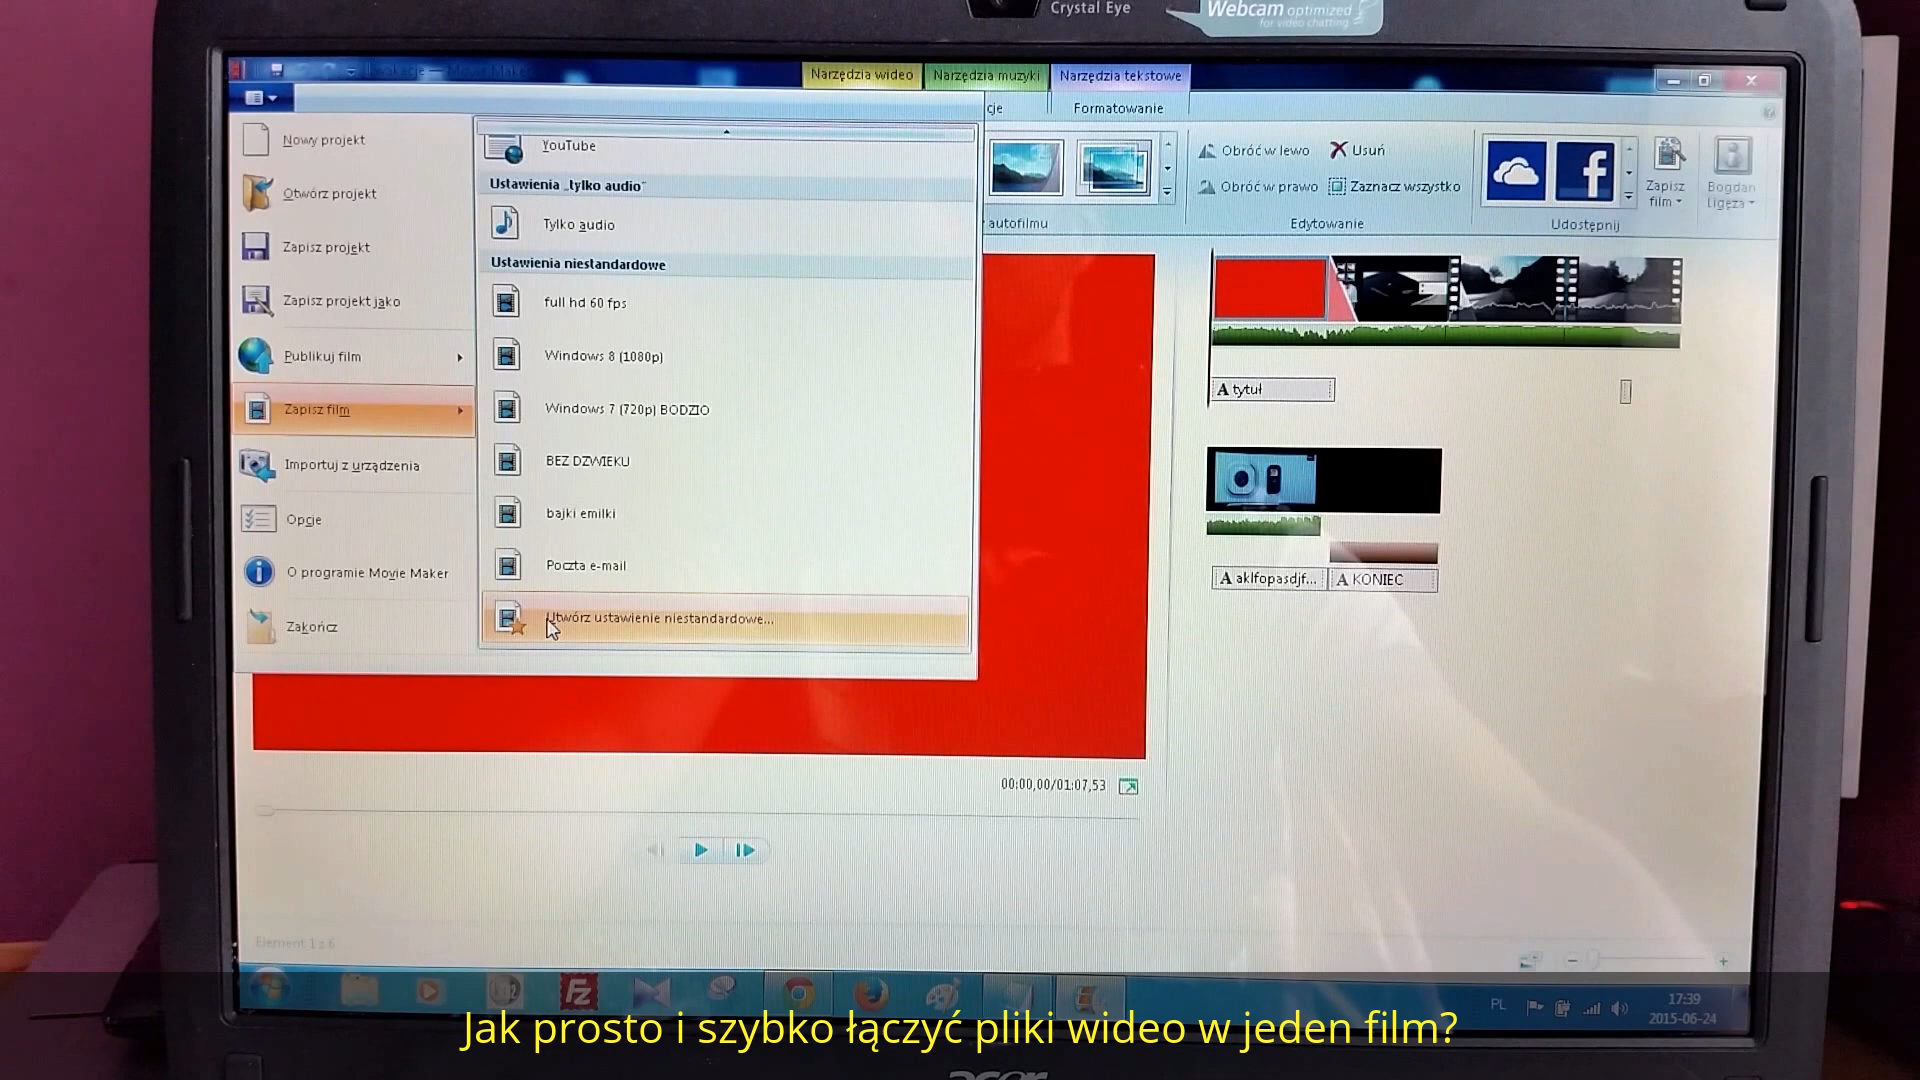 Crystal Eye
Webcam optimized
for video chatting
Narzędzia wideo
Narzędzia muzyki
Narzędzia tekstowe
cje
Formatowanie
Nowy projekt
Otwórz projekt
Zapisz projekt
Zapisz projekt jako
Publikuj film
Zapisz film
Importuj z urządzenia
Opcje
O programie Movie Maker
Zakończ
YouTube
Ustawienia „tylko audio"
Tylko audio
Ustawienia niestandardowe
full hd 60 fps
Windows 8 (1080p)
Windows 7 (720p) BODZIO
BEZ DZWIEKU
bajki emilki
Poczta e-mail
Utwórz ustawienie niestandardowe...
autofilmu
Obróć w lewo
Usuń
Obróć w prawo
Zaznacz wszystko
Edytowanie
Zapisz
film
Udostępnij
Bogdan
Ligęza
A tytuł
A aklfopasdjf...
A KONIEC
00:00,00/01:07,53
Element 1 z 6
PL
17:39
2015-06-24
Jak prosto i szybko łączyć pliki wideo w jeden film?
acer